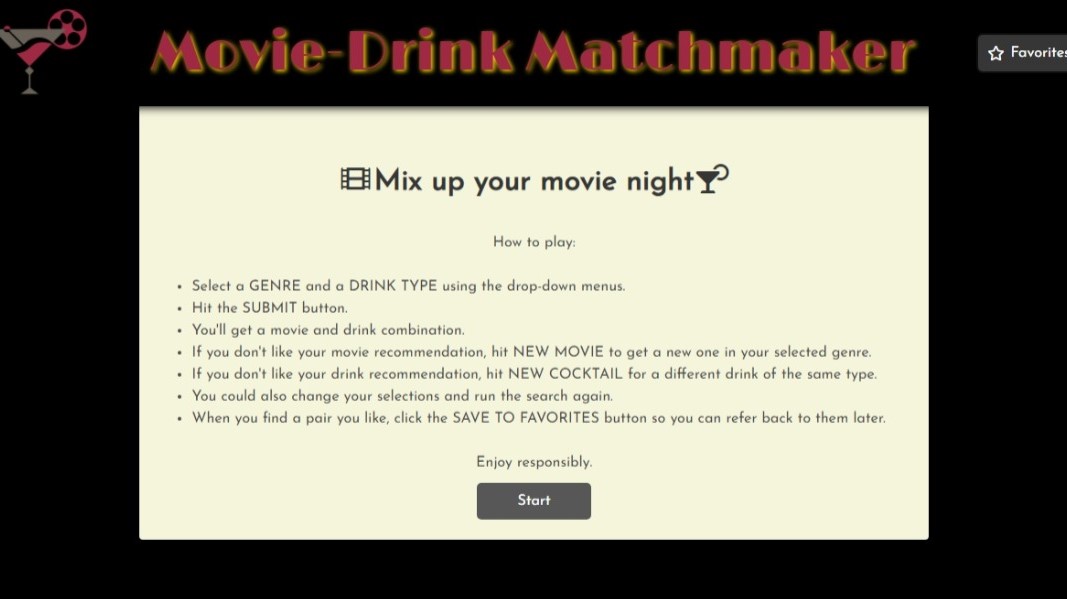 Movie-Drink Matchmaker
Favorites
Mix up your movie night
How to play:
• Select a GENRE and a DRINK TYPE using the drop-down menus.
• Hit the SUBMIT button.
• You'll get a movie and drink combination.
• If you don't like your movie recommendation, hit NEW MOVIE to get a new one in your selected genre.
• If you don't like your drink recommendation, hit NEW COCKTAIL for a different drink of the same type.
• You could also change your selections and run the search again.
• When you find a pair you like, click the SAVE TO FAVORITES button so you can refer back to them later.
Enjoy responsibly.
Start